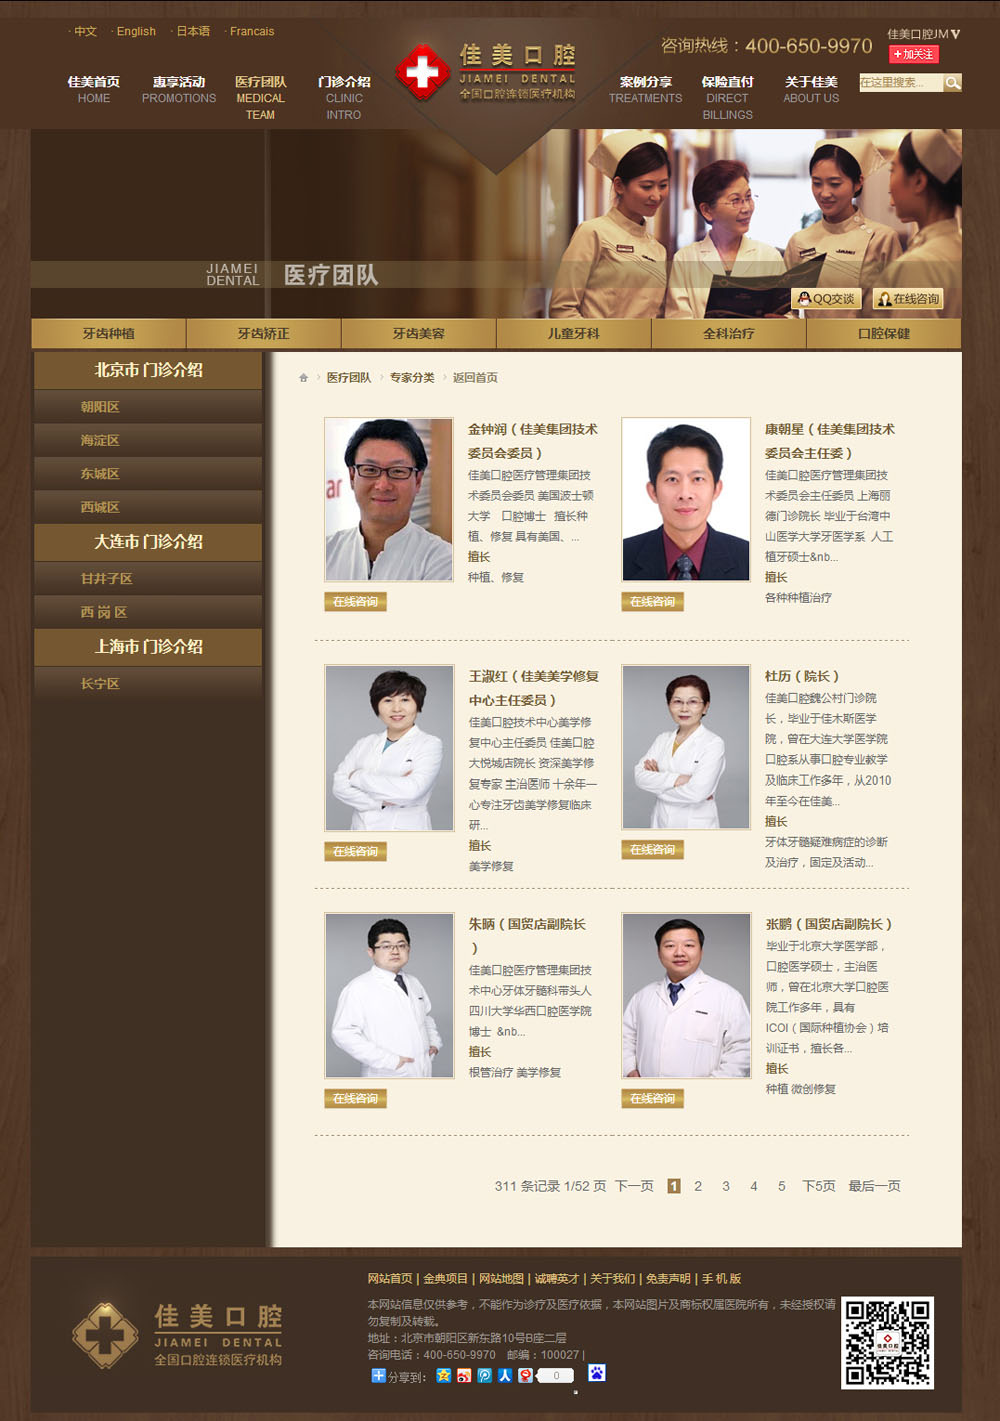 · 中文 · English · 日本语 · Francais
咨询热线：400-650-9970
佳美口腔JM
+加关注
佳美首页 惠享活动 医疗团队 门诊介绍
HOME PROMOTIONS MEDICAL TEAM CLINIC INTRO
佳美口腔
JIAMEI DENTAL
全国口腔连锁医疗机构
案例分享 保险直付 关于佳美
TREATMENTS DIRECT BILLINGS ABOUT US
在这里搜索...
JIAMEI
DENTAL 医疗团队
QQ交谈 在线咨询
牙齿种植 牙齿矫正 牙齿美容 儿童牙科 全科治疗 口腔保健
北京市 门诊介绍
朝阳区
海淀区
东城区
西城区
大连市 门诊介绍
甘井子区
西 岗 区
上海市 门诊介绍
长宁区
医疗团队 › 专家分类 › 返回首页
金钟润（佳美集团技术
委员会委员）
佳美口腔医疗管理集团技
术委员会委员 美国波士顿
大学 口腔博士 擅长种
植、修复 具有美国、...
擅长
种植、修复
在线咨询
康朝星（佳美集团技术
委员会主任委）
佳美口腔医疗管理集团技
术委员会主任委员 上海丽
德门诊院长 毕业于台湾中
山医学大学牙医学系 人工
植牙硕士&nb...
擅长
各种种植治疗
在线咨询
王淑红（佳美美学修复
中心主任委员）
佳美口腔技术中心美学修
复中心主任委员 佳美口腔
大悦城店院长 资深美学修
复专家 主治医师 十余年一
心专注牙齿美学修复临床
研...
擅长
美学修复
在线咨询
杜历（院长）
佳美口腔魏公村门诊院
长，毕业于佳木斯医学
院，曾在大连大学医学院
口腔系从事口腔专业教学
及临床工作多年，从2010
年至今在佳美...
擅长
牙体牙髓疑难病症的诊断
及治疗，固定及活动...
在线咨询
朱昞（国贸店副院长
）
佳美口腔医疗管理集团技
术中心牙体牙髓科带头人
四川大学华西口腔医学院
博士 &nb...
擅长
根管治疗 美学修复
在线咨询
张鹏（国贸店副院长）
毕业于北京大学医学部，
口腔医学硕士，主治医
师，曾在北京大学口腔医
院工作多年，具有
ICOI（国际种植协会）培
训证书，擅长各...
擅长
种植 微创修复
在线咨询
311 条记录 1/52 页 下一页 1 2 3 4 5 下5页 最后一页
佳美口腔
JIAMEI DENTAL
全国口腔连锁医疗机构
网站首页 | 金典项目 | 网站地图 | 诚聘英才 | 关于我们 | 免责声明 | 手 机 版
本网站信息仅供参考，不能作为诊疗及医疗依据，本网站图片及商标权属医院所有，未经授权请
勿复制及转载。
地址：北京市朝阳区新东路10号B座二层
咨询电话：400-650-9970 邮编：100027 |
分享到： 0